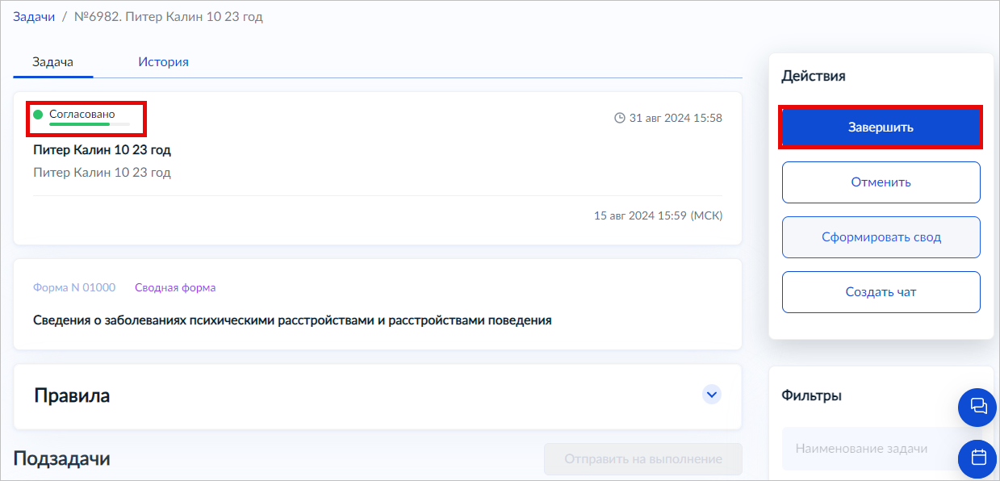 Задачи / №6982. Питер Калин 10 23 год
Задача
История
Согласовано
31 авг 2024 15:58
Питер Калин 10 23 год
Питер Калин 10 23 год
15 авг 2024 15:59 (МСК)
Форма N 01000
Сводная форма
Сведения о заболеваниях психическими расстройствами и расстройствами поведения
Правила
Подзадачи
Отправить на выполнение
Действия
Завершить
Отменить
Сформировать свод
Создать чат
Фильтры
Наименование задачи